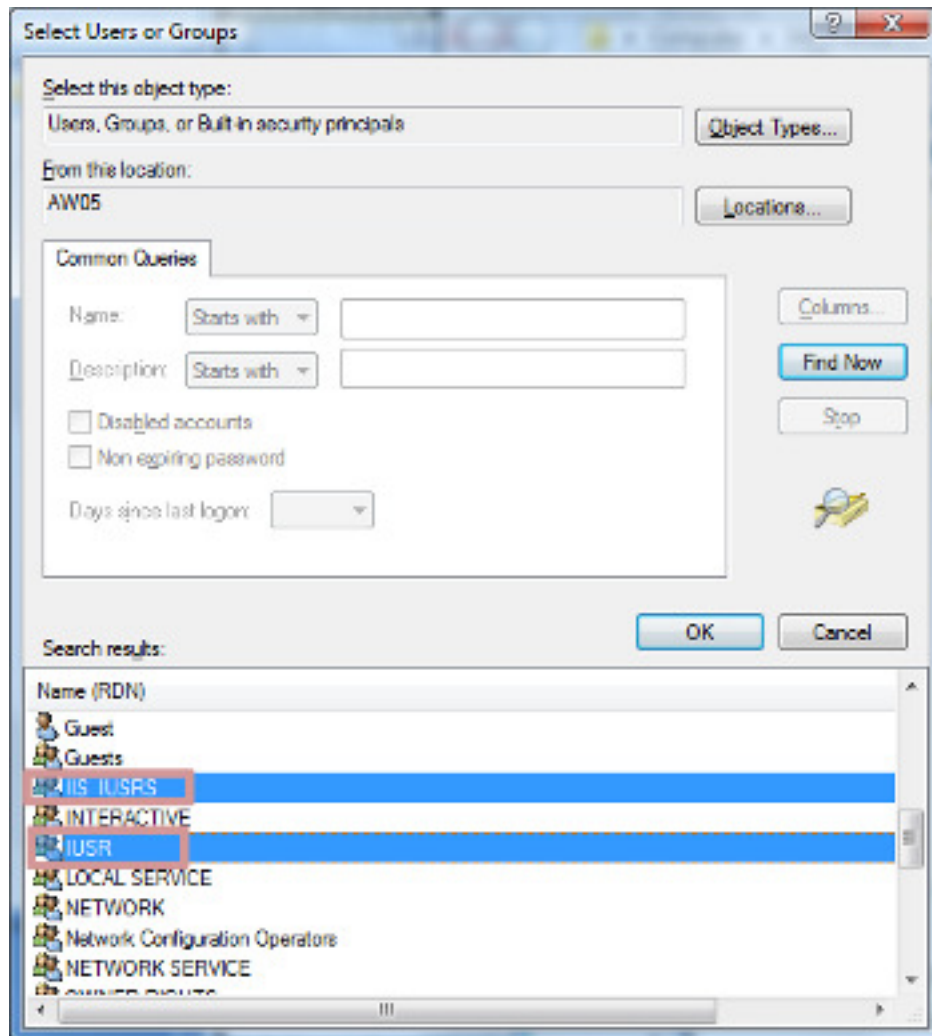 Select Users or Groups
Select this object type:
Users, Groups, or Built-in security principals
Object Types...
From this location:
AW05
Locations...
Common Queries
Name:
Starts with
Columns...
Description:
Starts with
Find Now
Disabled accounts
Stop
Non expiring password
Days since last logon:
OK
Cancel
Search results:
Name (RDN)
Guest
Guests
IIS_IUSRS
INTERACTIVE
IUSR
LOCAL SERVICE
NETWORK
Network Configuration Operators
NETWORK SERVICE
OWNER RIGHTS